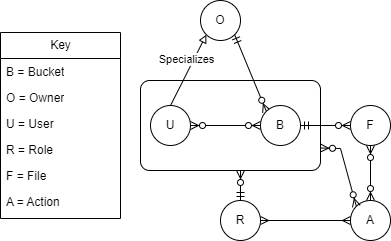 Key
B = Bucket
O = Owner
U = User
R = Role
F = File
A = Action
O
Specializes
U
B
F
R
A